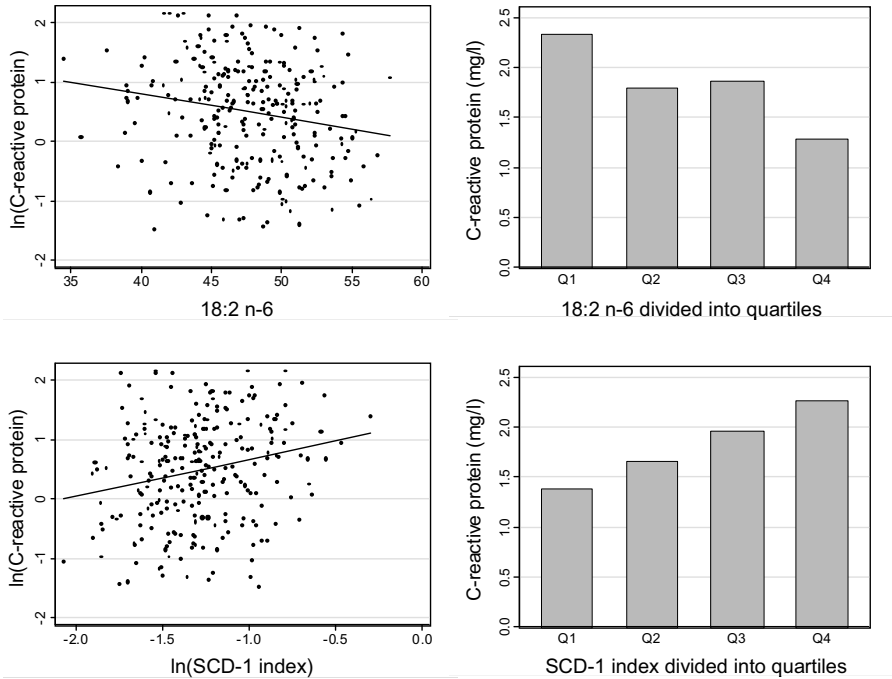 ln(C-reactive protein)
2
1
0
-1
-2
35 40 45 50 55 60
18:2 n-6
C-reactive protein (mg/l)
2.5
2.0
1.5
1.0
0.5
0.0
Q1 Q2 Q3 Q4
18:2 n-6 divided into quartiles
ln(C-reactive protein)
2
1
0
-1
-2
-2.0 -1.5 -1.0 -0.5 0.0
ln(SCD-1 index)
C-reactive protein (mg/l)
2.5
2.0
1.5
1.0
0.5
0.0
Q1 Q2 Q3 Q4
SCD-1 index divided into quartiles